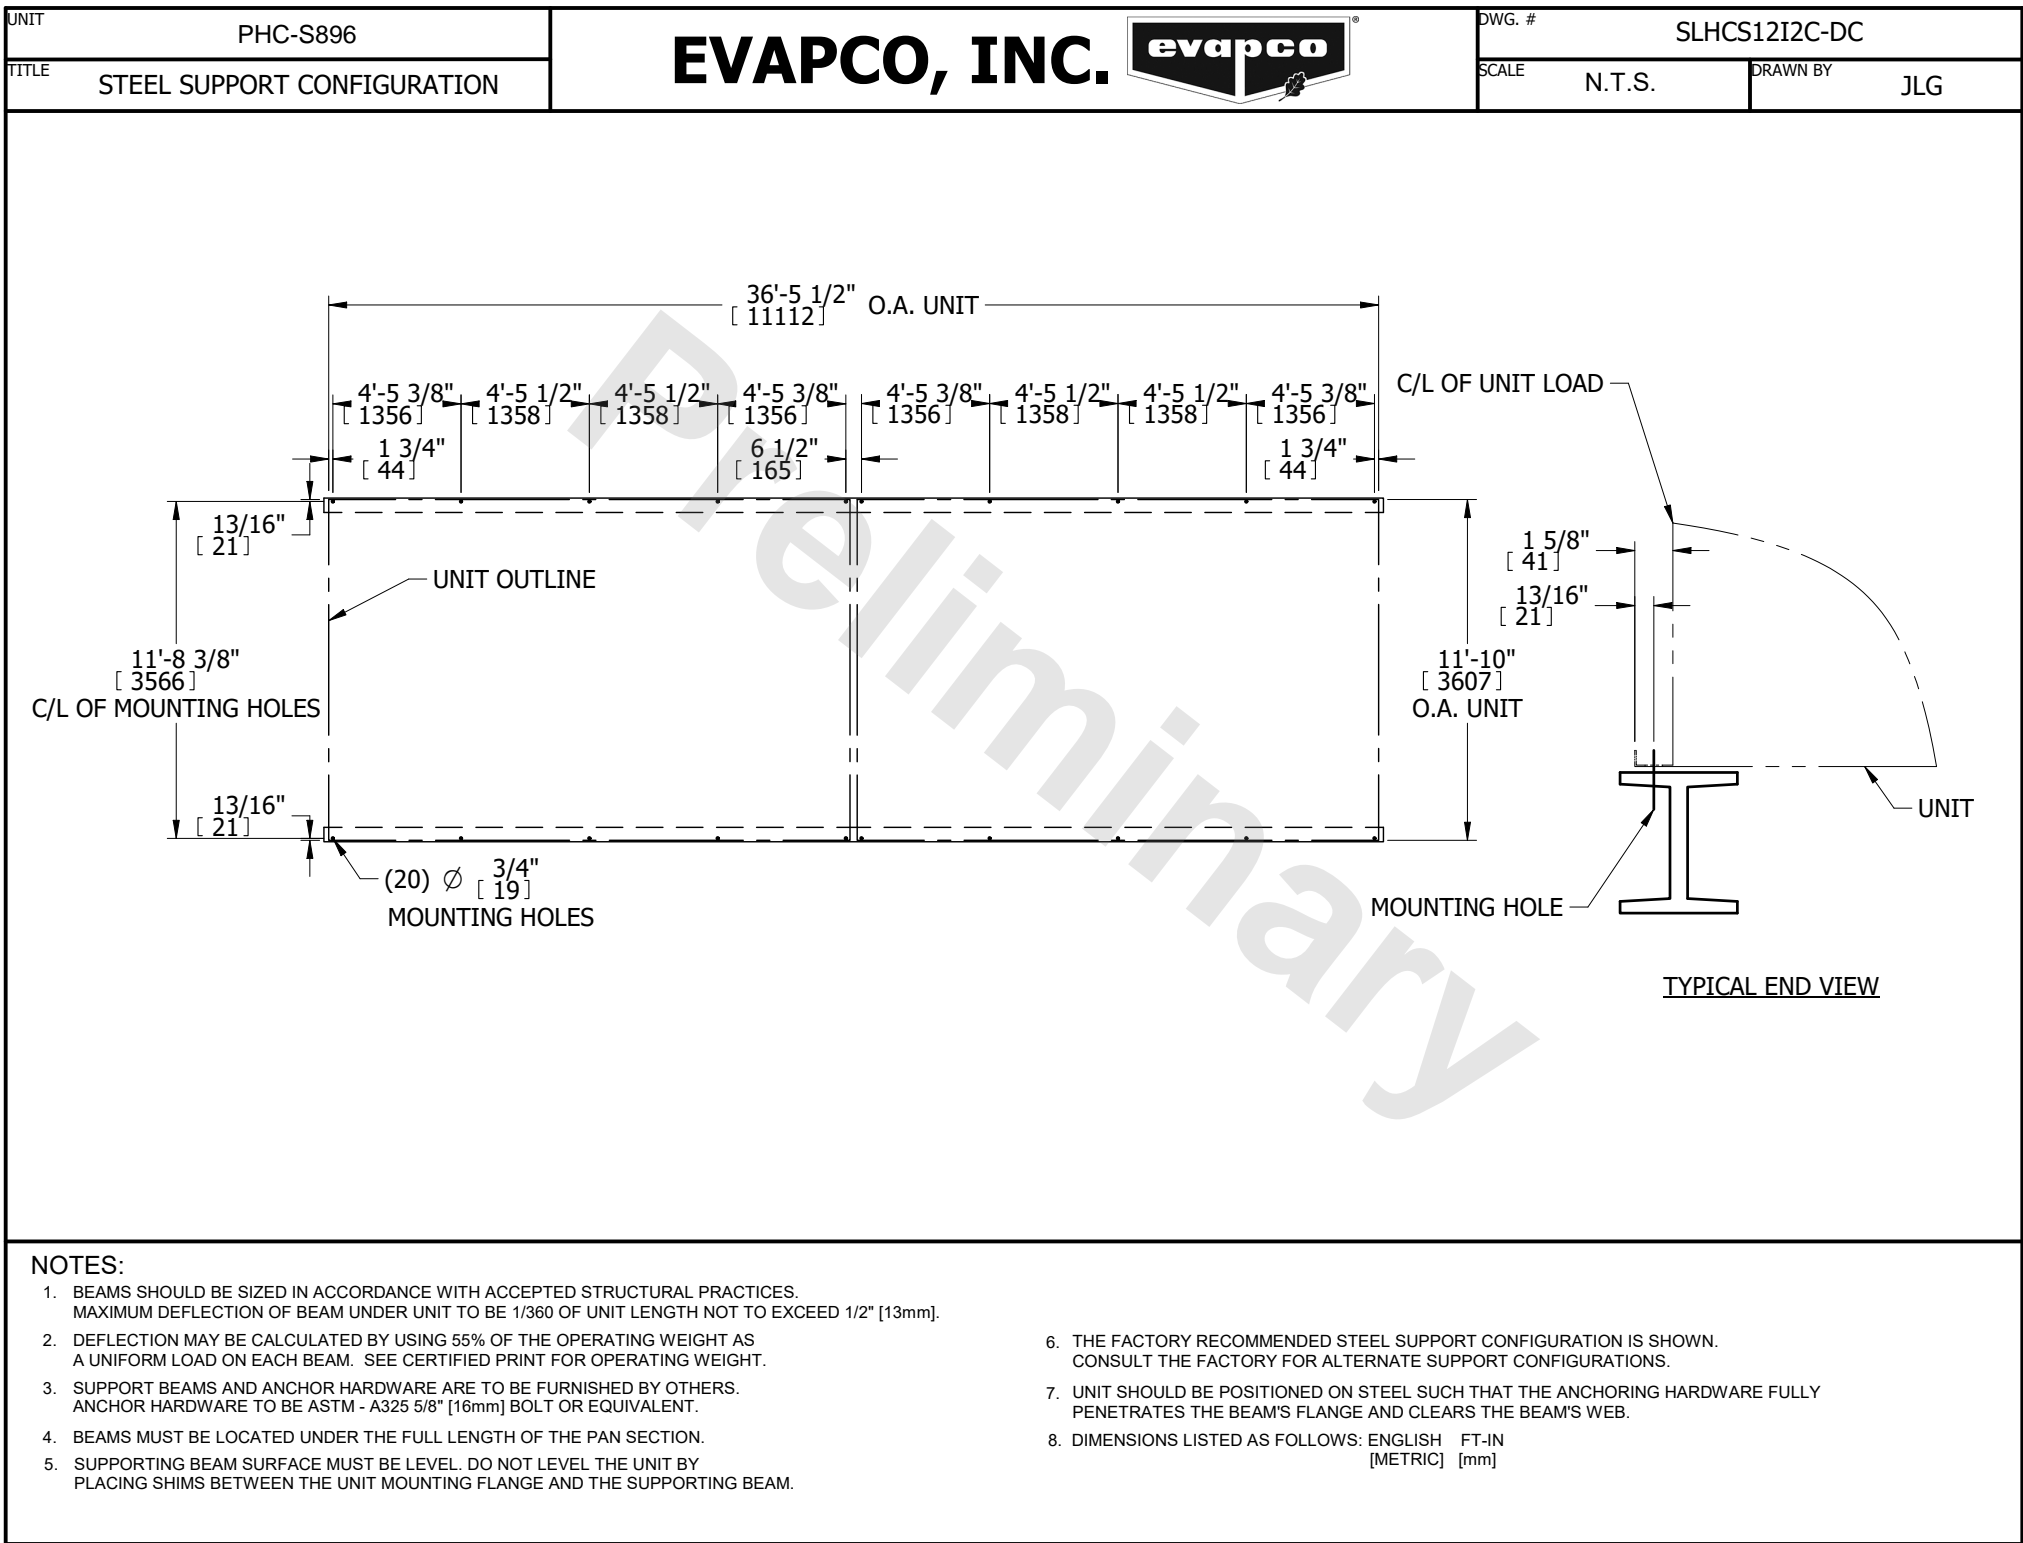 UNIT
PHC-S896
TITLE
STEEL SUPPORT CONFIGURATION
EVAPCO, INC.
evapco
®
DWG. #
SLHCS12I2C-DC
SCALE
N.T.S.
DRAWN BY
JLG
36'-5 1/2" O.A. UNIT
[ 11112 ]
4'-5 3/8" 4'-5 1/2" 4'-5 1/2" 4'-5 3/8" 4'-5 3/8" 4'-5 1/2" 4'-5 1/2" 4'-5 3/8"
[ 1356 ] [ 1358 ] [ 1358 ] [ 1356 ] [ 1356 ] [ 1358 ] [ 1358 ] [ 1356 ]
1 3/4" 6 1/2" 1 3/4"
[ 44 ] [ 165 ] [ 44 ]
C/L OF UNIT LOAD
13/16"
[ 21 ]
UNIT OUTLINE
11'-8 3/8"
[ 3566 ]
C/L OF MOUNTING HOLES
13/16"
[ 21 ]
(20) Ø 3/4"
[ 19 ]
MOUNTING HOLES
11'-10"
[ 3607 ]
O.A. UNIT
1 5/8"
[ 41 ]
13/16"
[ 21 ]
UNIT
MOUNTING HOLE
TYPICAL END VIEW
Preliminary
NOTES:
1. BEAMS SHOULD BE SIZED IN ACCORDANCE WITH ACCEPTED STRUCTURAL PRACTICES.
MAXIMUM DEFLECTION OF BEAM UNDER UNIT TO BE 1/360 OF UNIT LENGTH NOT TO EXCEED 1/2" [13mm].
2. DEFLECTION MAY BE CALCULATED BY USING 55% OF THE OPERATING WEIGHT AS
A UNIFORM LOAD ON EACH BEAM. SEE CERTIFIED PRINT FOR OPERATING WEIGHT.
3. SUPPORT BEAMS AND ANCHOR HARDWARE ARE TO BE FURNISHED BY OTHERS.
ANCHOR HARDWARE TO BE ASTM - A325 5/8" [16mm] BOLT OR EQUIVALENT.
4. BEAMS MUST BE LOCATED UNDER THE FULL LENGTH OF THE PAN SECTION.
5. SUPPORTING BEAM SURFACE MUST BE LEVEL. DO NOT LEVEL THE UNIT BY
PLACING SHIMS BETWEEN THE UNIT MOUNTING FLANGE AND THE SUPPORTING BEAM.
6. THE FACTORY RECOMMENDED STEEL SUPPORT CONFIGURATION IS SHOWN.
CONSULT THE FACTORY FOR ALTERNATE SUPPORT CONFIGURATIONS.
7. UNIT SHOULD BE POSITIONED ON STEEL SUCH THAT THE ANCHORING HARDWARE FULLY
PENETRATES THE BEAM'S FLANGE AND CLEARS THE BEAM'S WEB.
8. DIMENSIONS LISTED AS FOLLOWS: ENGLISH FT-IN
[METRIC] [mm]